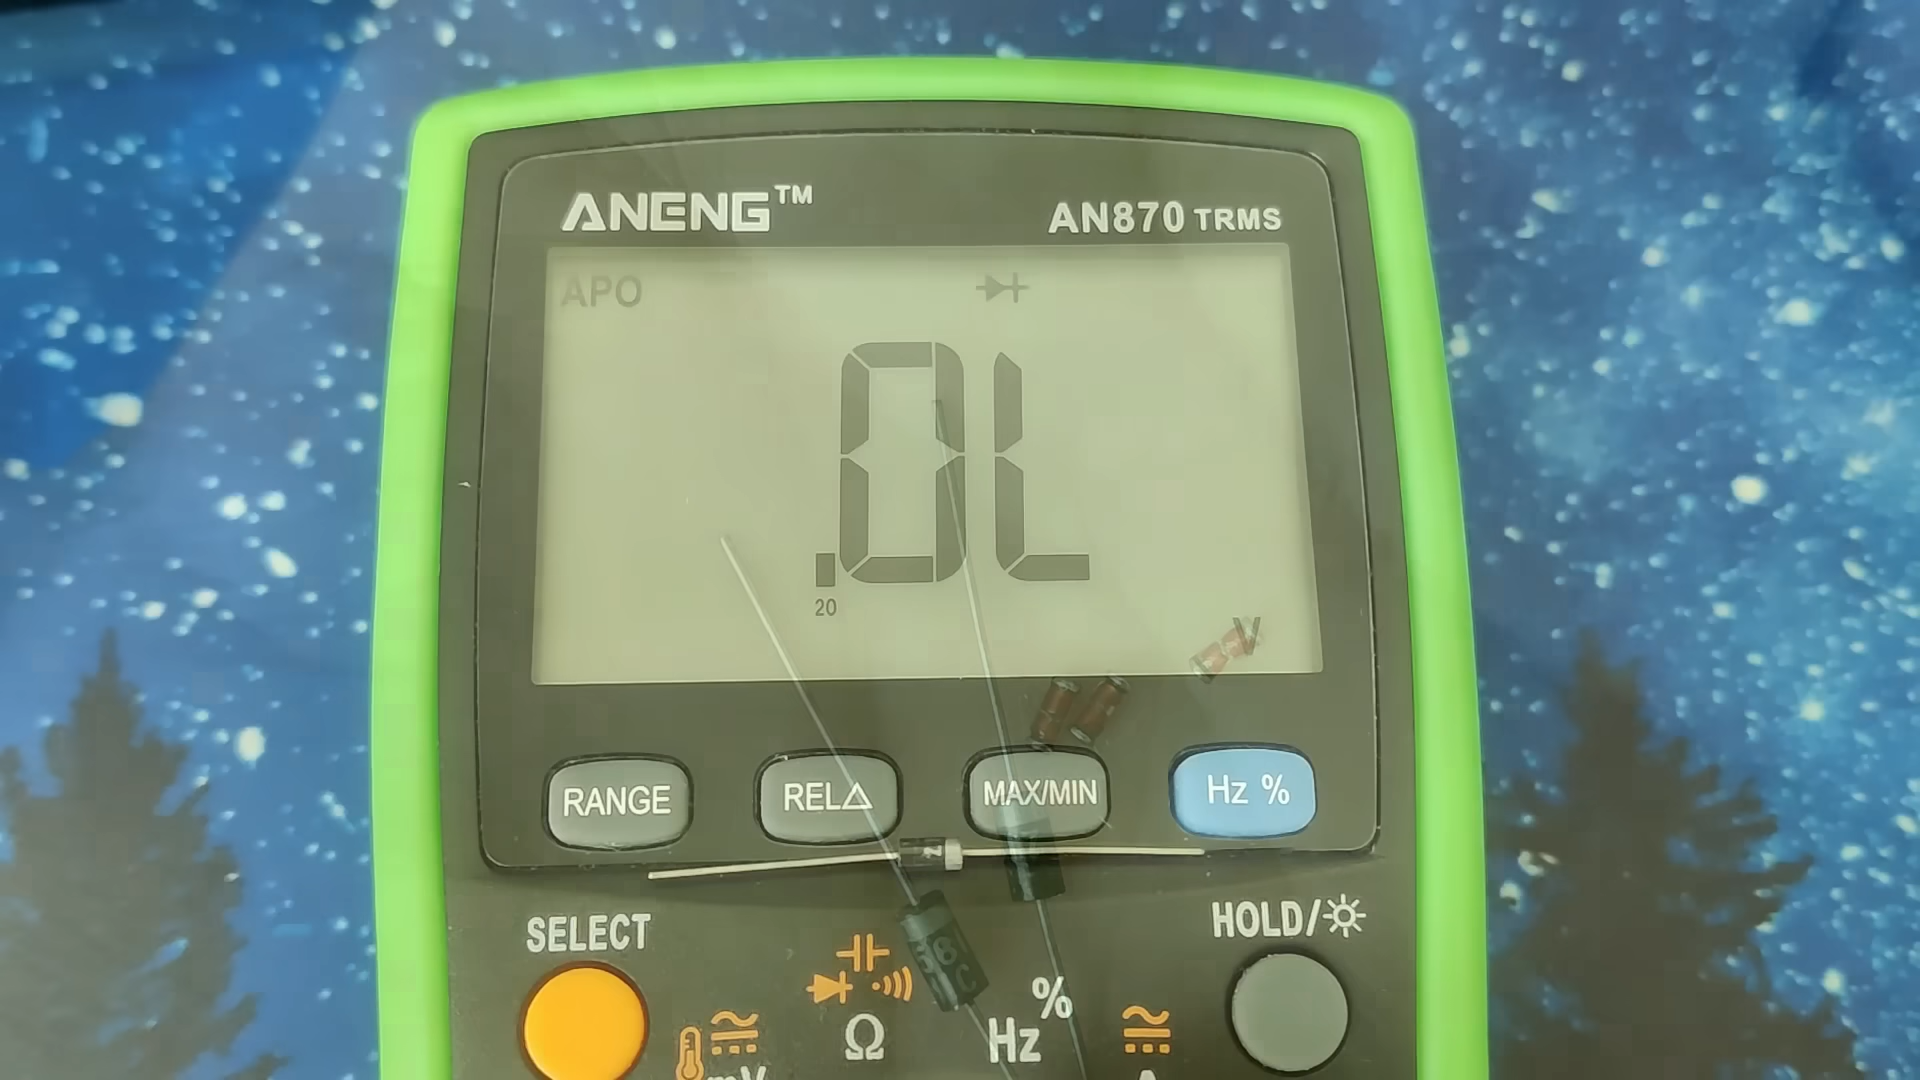 ANENG™
AN870 TRMS
APO
.0L
20
V
RANGE
REL△
MAX/MIN
Hz %
SELECT
HOLD/
Ω
Hz
%